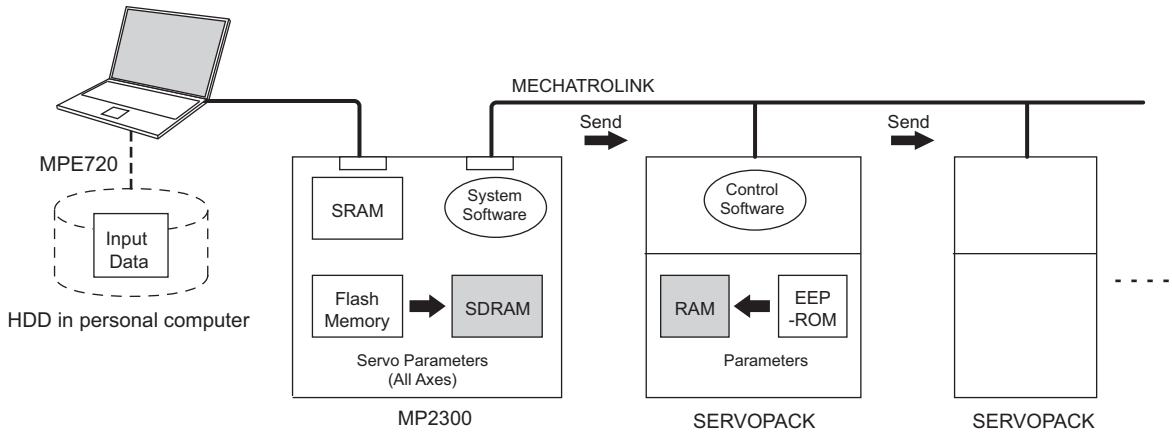 MECHATROLINK
Send
Send
MPE720
Input
Data
HDD in personal computer
SRAM
System
Software
Flash
Memory
SDRAM
Servo Parameters
(All Axes)
MP2300
Control
Software
RAM
EEP
-ROM
Parameters
SERVOPACK
SERVOPACK